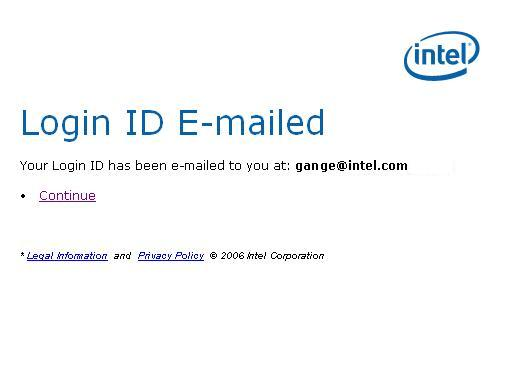 intel
Login ID E-mailed
Your Login ID has been e-mailed to you at: gange@intel.com
• Continue
* Legal Information and Privacy Policy © 2006 Intel Corporation